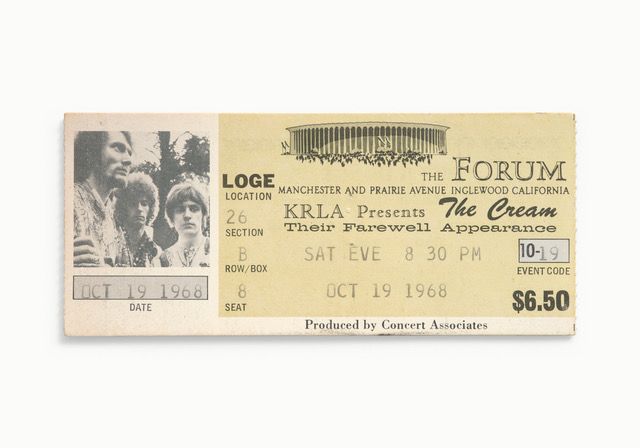 OCT 19 1968
DATE
LOGE
LOCATION
26
SECTION
B
ROW/BOX
8
SEAT
THE FORUM
MANCHESTER AND PRAIRIE AVENUE INGLEWOOD CALIFORNIA
KRLA Presents The Cream
Their Farewell Appearance
SAT EVE 8 30 PM
10-19
EVENT CODE
OCT 19 1968
$6.50
Produced by Concert Associates